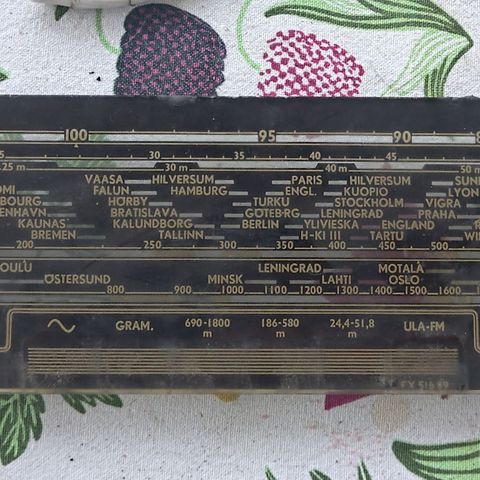 100 95 90
25 m 30 30 m 35 40 m 45 50 m
VAASA HILVERSUM PARIS HILVERSUM
FALUN HAMBURG ENGL. KUOPIO LYON
HÖRBY TURKU STOCKHOLM VIGRA
BRATISLAVA GÖTEB·RG LENINGRAD PRAHA
KAUNAS KALUNDBORG BERLIN YLIVIESKA ENGLAND
BREMEN TALLINN H-KI III TARTU
200 250 300 350 400 450 500
OULU LENINGRAD MOTALA
ÖSTERSUND MINSK LAHTI OSLO
800 900 1000 1100 1200 1300 1400 1500 1600
GRAM. 690-1800 m 186-580 m 24,4-51,8 m ULA-FM